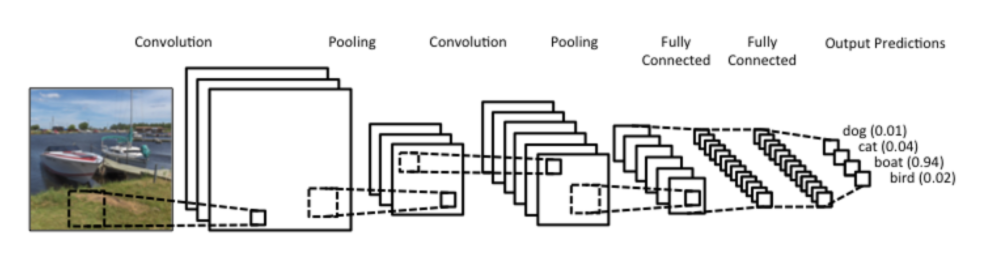 Convolution
Pooling
Convolution
Pooling
Fully
Connected
Fully
Connected
Output Predictions
dog (0.01)
cat (0.04)
boat (0.94)
bird (0.02)